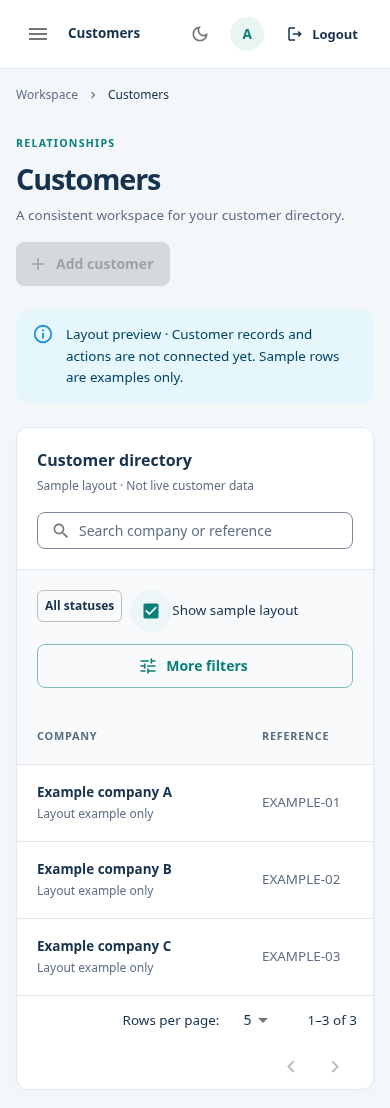 Customers
A
Logout
Workspace
Customers
RELATIONSHIPS
Customers
A consistent workspace for your customer directory.
Add customer
Layout preview · Customer records and
actions are not connected yet. Sample rows
are examples only.
Customer directory
Sample layout · Not live customer data
Search company or reference
All statuses
Show sample layout
More filters
COMPANY REFERENCE
Example company A
Layout example only
EXAMPLE-01
Example company B
Layout example only
EXAMPLE-02
Example company C
Layout example only
EXAMPLE-03
Rows per page: 5 1–3 of 3